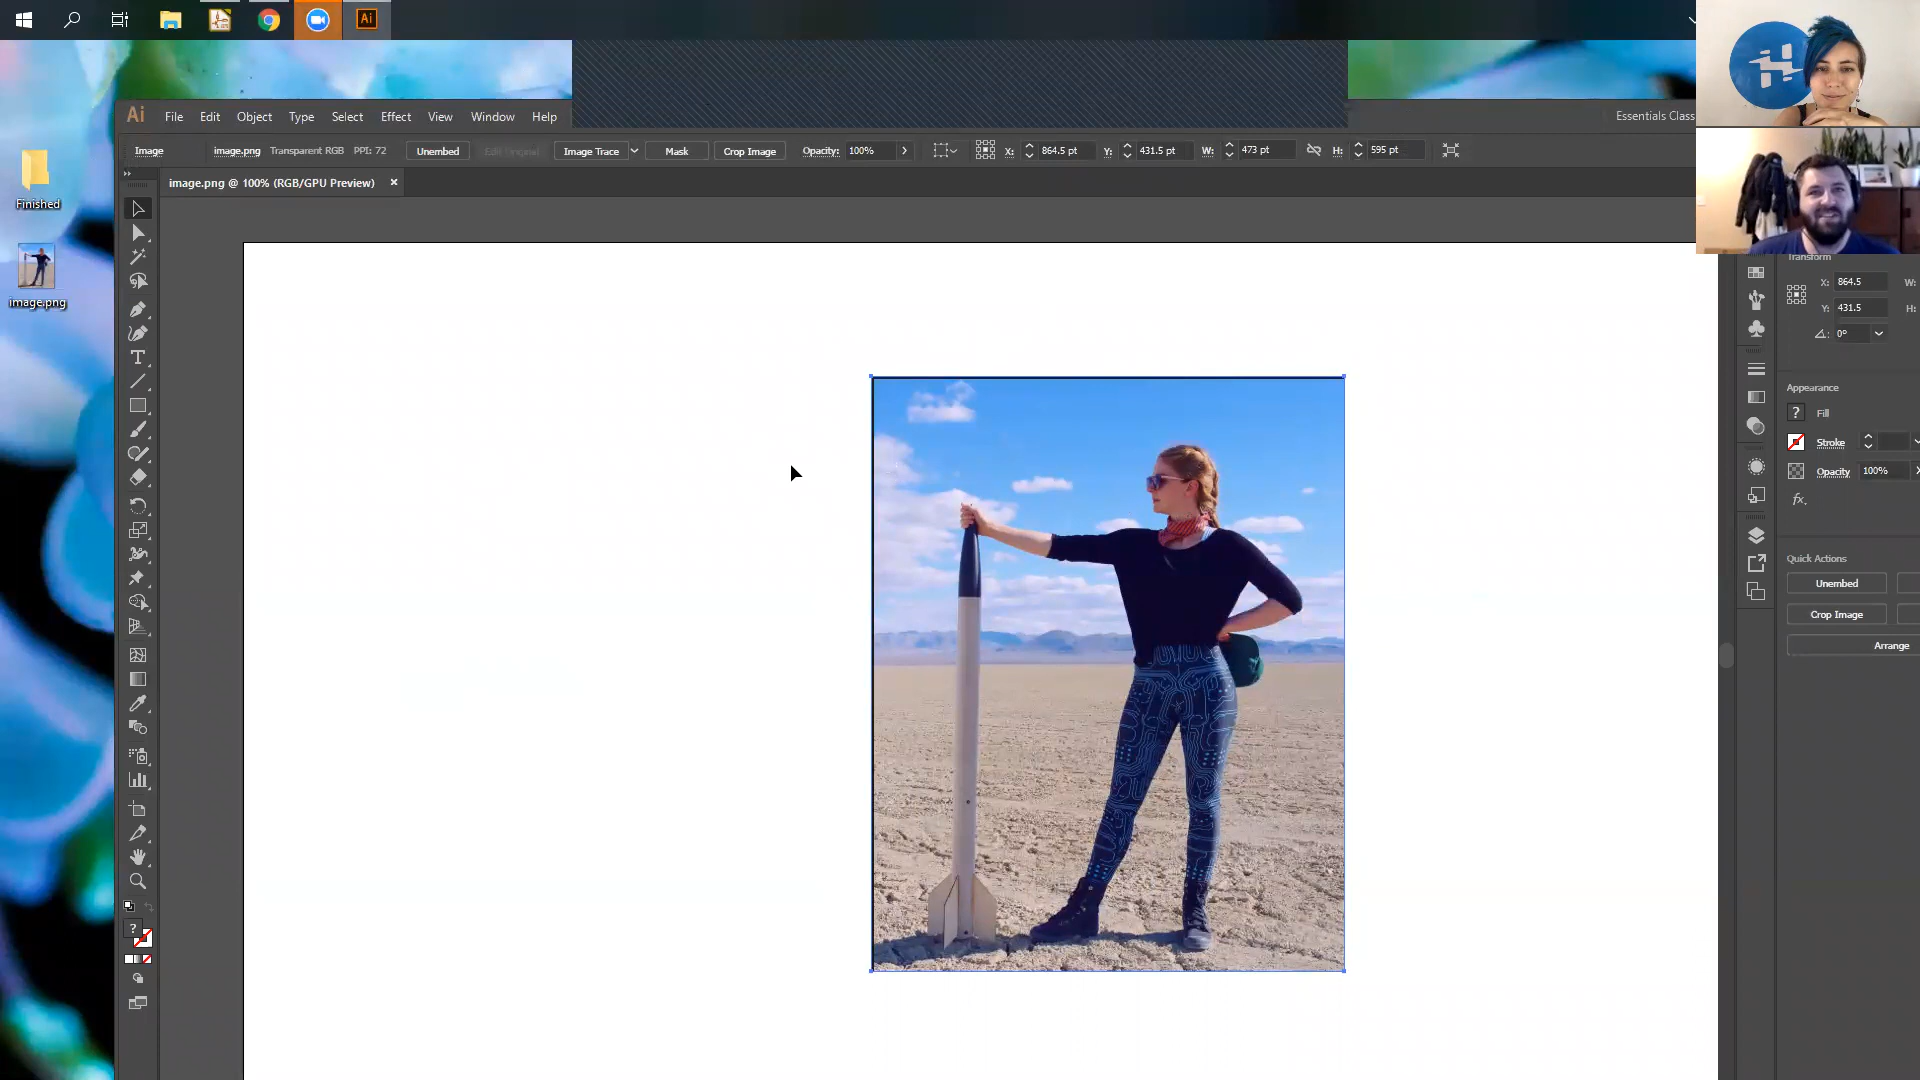 Ai
Ai File Edit Object Type Select Effect View Window Help
Essentials Class
Image image.png Transparent RGB PPI: 72 Unembed Edit Original Image Trace Mask Crop Image Opacity: 100% X: 864.5 pt Y: 431.5 pt W: 473 pt H: 595 pt
image.png @ 100% (RGB/GPU Preview) ×
Finished
image.png
Transform
X: 864.5 W:
Y: 431.5 H:
0°
Appearance
? Fill
Stroke
Opacity 100%
fx
Quick Actions
Unembed
Crop Image
Arrange
T
?